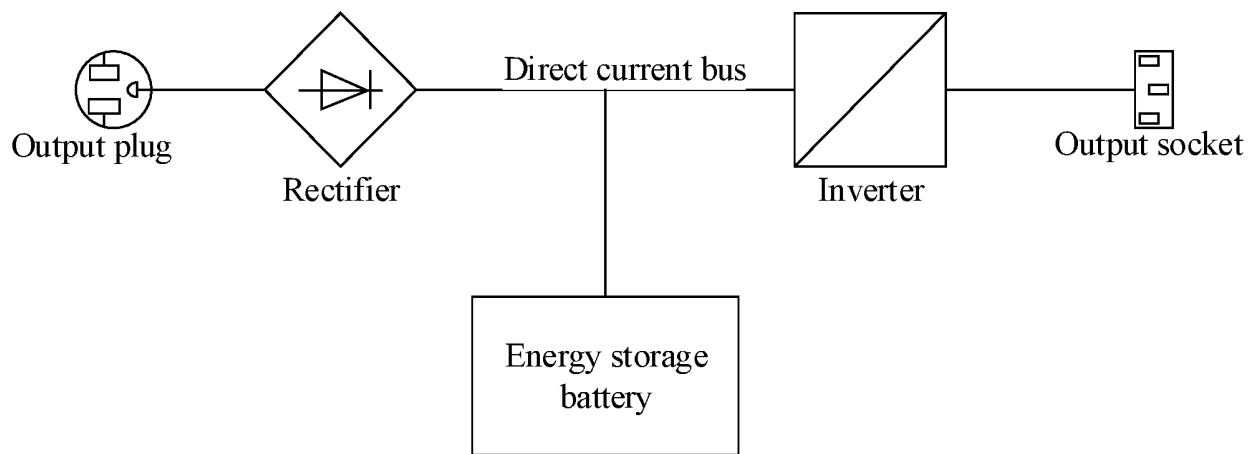 Direct current bus
Output plug
Output socket
Rectifier
Inverter
Energy storage
battery